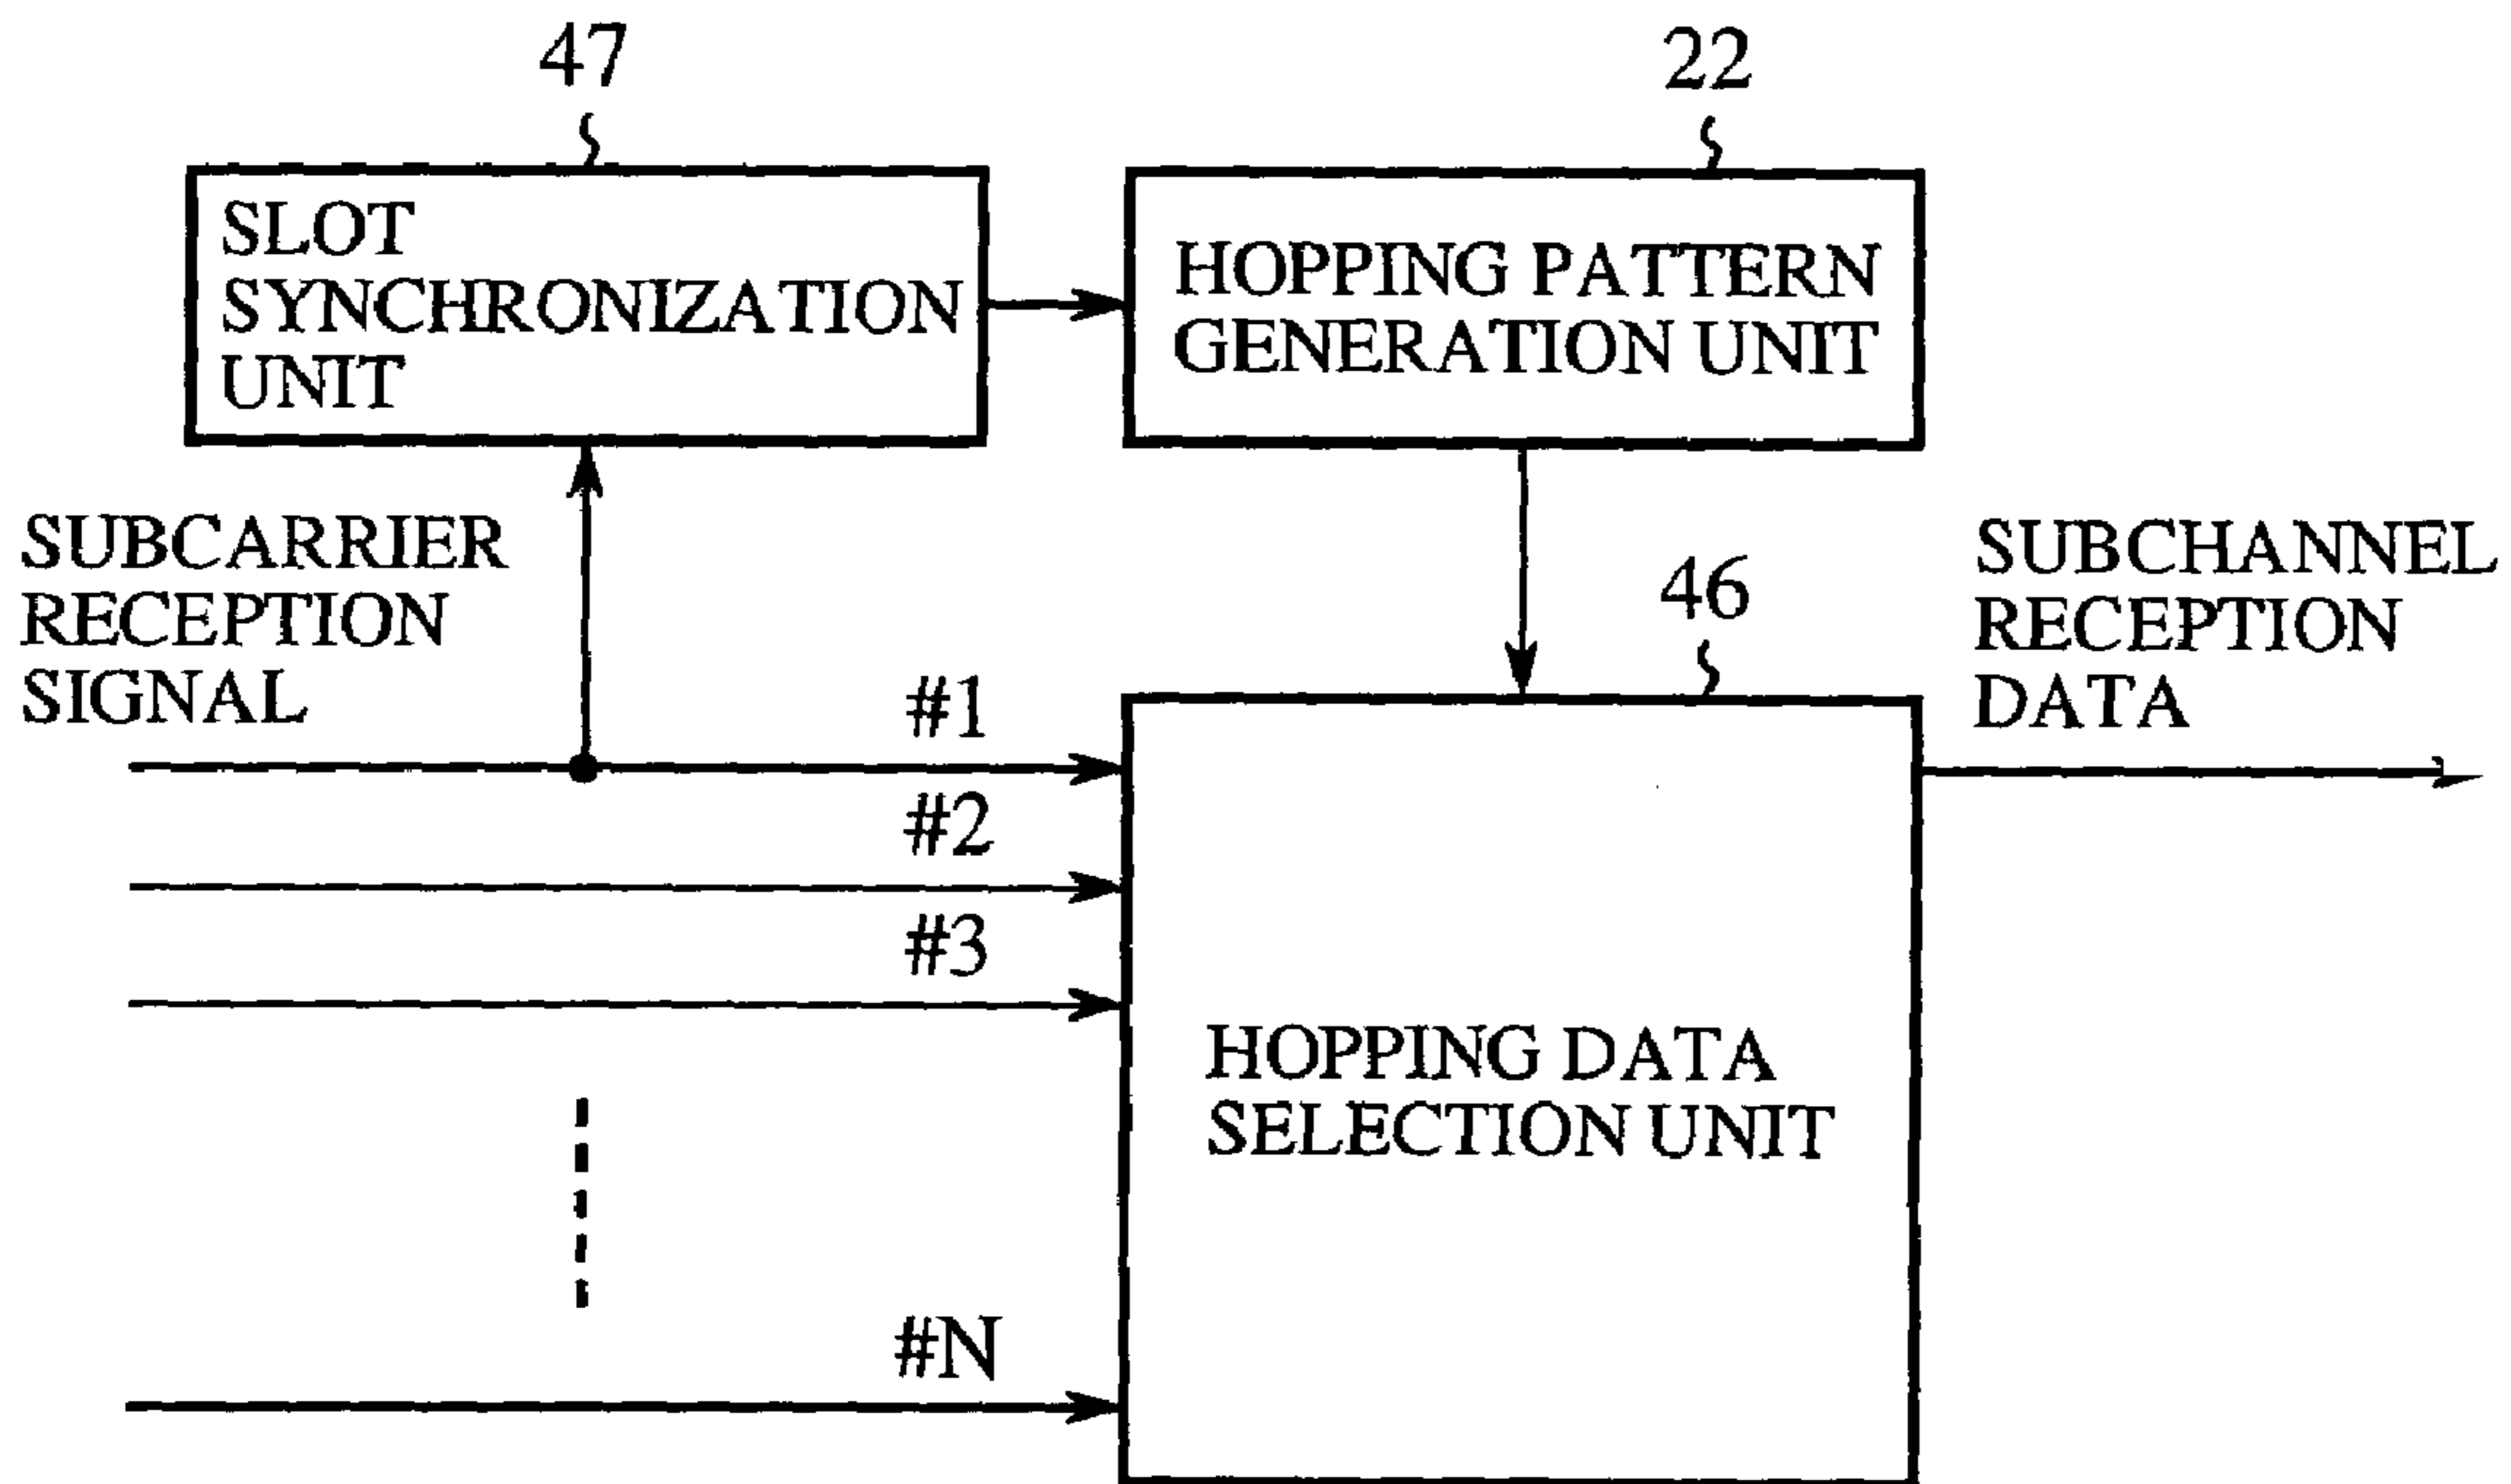 47
22
SLOT
SYNCHRONIZATION
UNIT
HOPPING PATTERN
GENERATION UNIT
SUBCARRIER
RECEPTION
SIGNAL
46
SUBCHANNEL
RECEPTION
DATA
#1
#2
#3
HOPPING DATA
SELECTION UNIT
#N